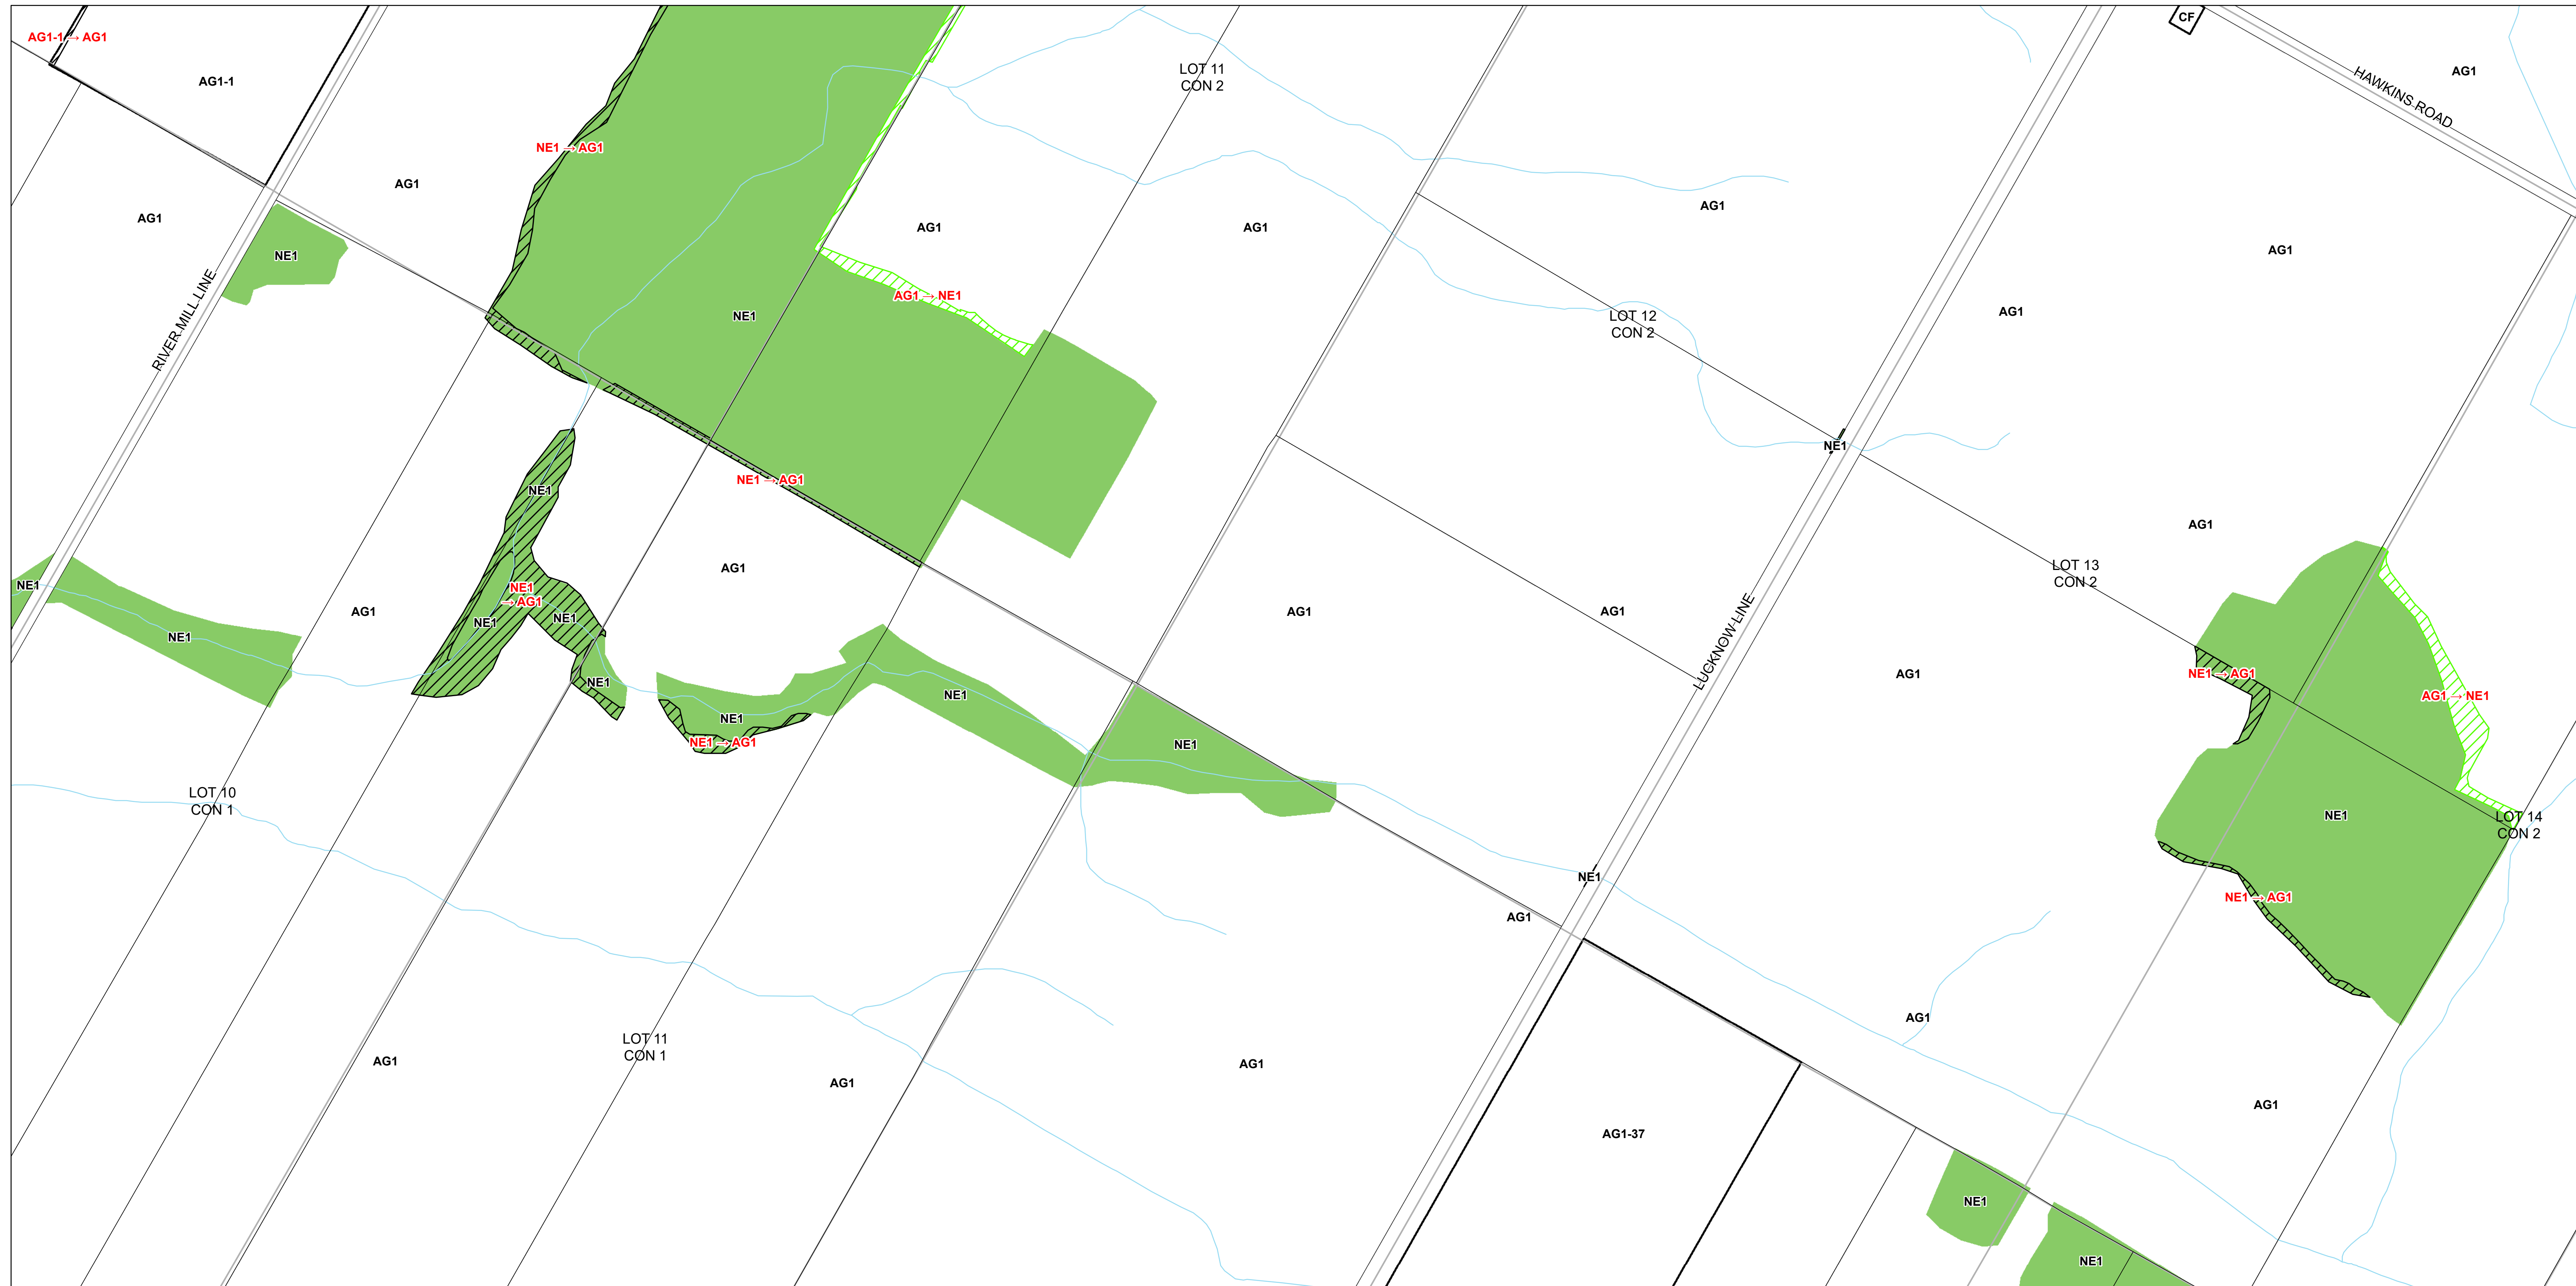 CF
AG1-1 → AG1
AG1-1
LOT 11
CON 2
AG1
HAWKINS ROAD
NE1 → AG1
AG1
AG1
AG1
AG1
AG1
AG1
NE1
RIVER MILL LINE
AG1 → NE1
NE1
LOT 12
CON 2
AG1
NE1
NE1 → AG1
NE1
AG1
AG1
LOT 13
CON 2
NE1
NE1
→ AG1
AG1
NE1
NE1
AG1
AG1
LUCKNOW LINE
NE1
NE1
AG1
NE1 → AG1
NE1
AG1 → NE1
NE1
NE1 → AG1
NE1
LOT 10
CON 1
NE1
LOT 14
CON 2
NE1
NE1 → AG1
AG1
AG1
LOT 11
CON 1
AG1
AG1
AG1
AG1
AG1-37
NE1
NE1